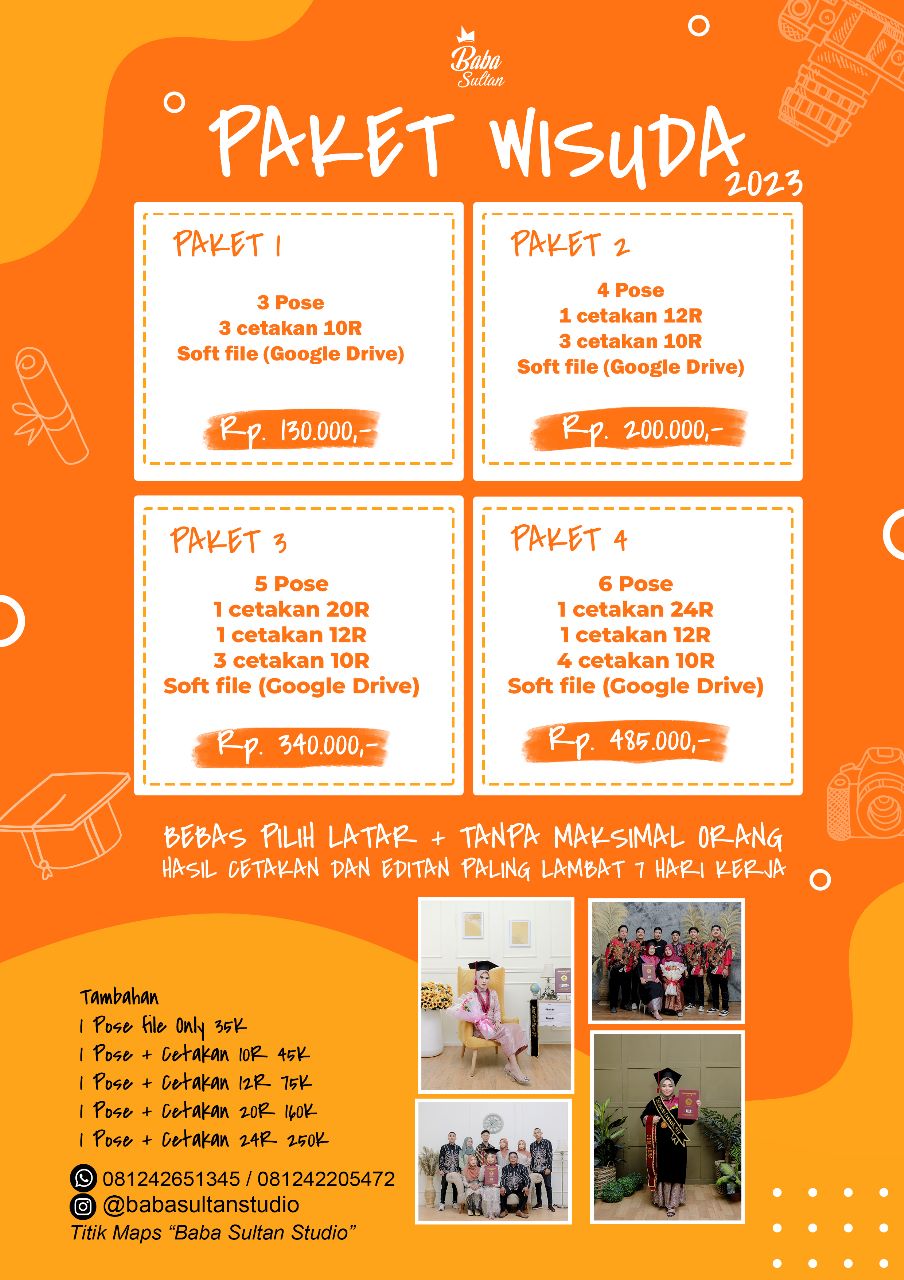 Baba
Sultan
PAKET WISUDA
2023
PAKET 1
3 Pose
3 cetakan 10R
Soft file (Google Drive)
Rp. 130.000,-
PAKET 2
4 Pose
1 cetakan 12R
3 cetakan 10R
Soft file (Google Drive)
Rp. 200.000,-
PAKET 3
5 Pose
1 cetakan 20R
1 cetakan 12R
3 cetakan 10R
Soft file (Google Drive)
Rp. 340.000,-
PAKET 4
6 Pose
1 cetakan 24R
1 cetakan 12R
4 cetakan 10R
Soft file (Google Drive)
Rp. 485.000,-
BEBAS PILIH LATAR + TANPA MAKSIMAL ORANG
HASIL CETAKAN DAN EDITAN PALING LAMBAT 7 HARI KERJA
Tambahan
1 Pose file Only 35K
1 Pose + Cetakan 10R 45K
1 Pose + Cetakan 12R 75K
1 Pose + Cetakan 20R 160K
1 Pose + Cetakan 24R 250K
081242651345 / 081242205472
@babasultanstudio
Titik Maps “Baba Sultan Studio”